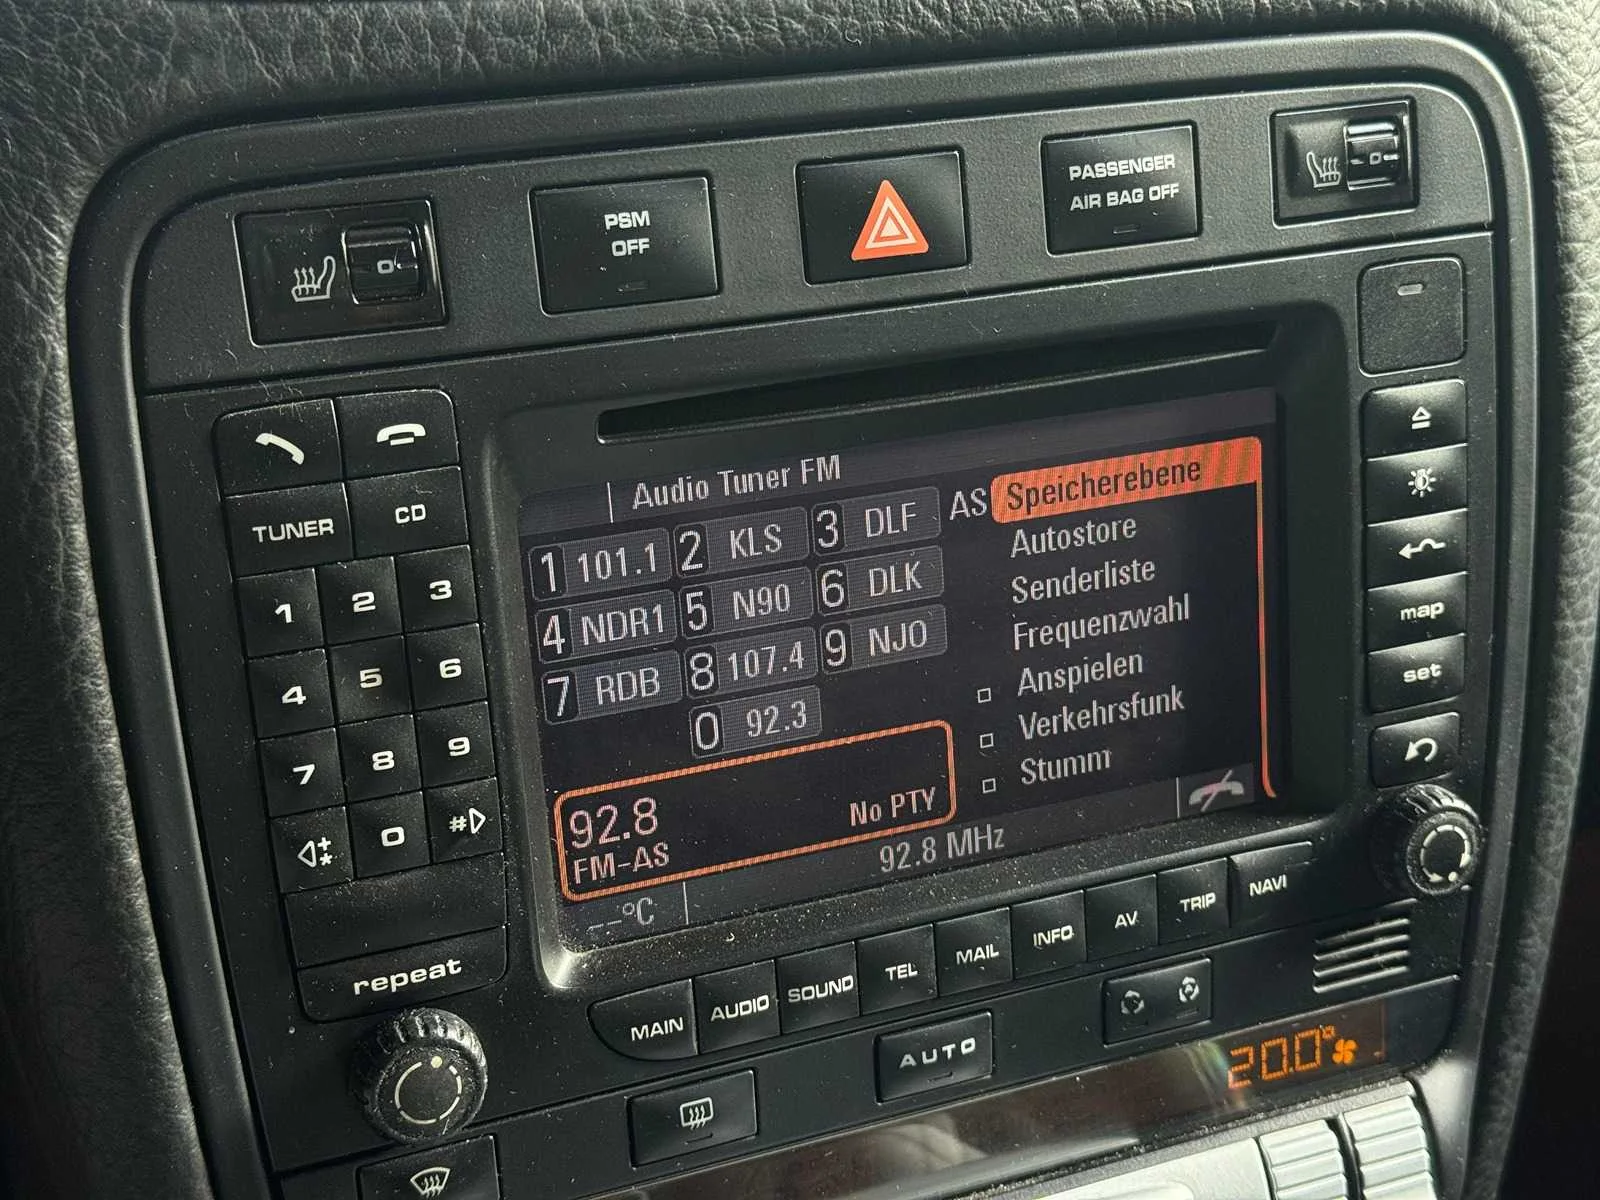 PSM
OFF
PASSENGER
AIR BAG OFF
Audio Tuner FM
1 101.1 2 KLS 3 DLF AS Speicherebene
Autostore
4 NDR1 5 N90 6 DLK Senderliste
Frequenzwahl
7 RDB 8 107.4 9 NJO Anspielen
0 92.3 Verkehrsfunk
Stumm
92.8 No PTY
FM-AS
92.8 MHz
--°C
TUNER CD
1 2 3
4 5 6
7 8 9
* 0 #
repeat
map
set
MAIN AUDIO SOUND TEL MAIL INFO AV TRIP NAVI
AUTO
20.0°